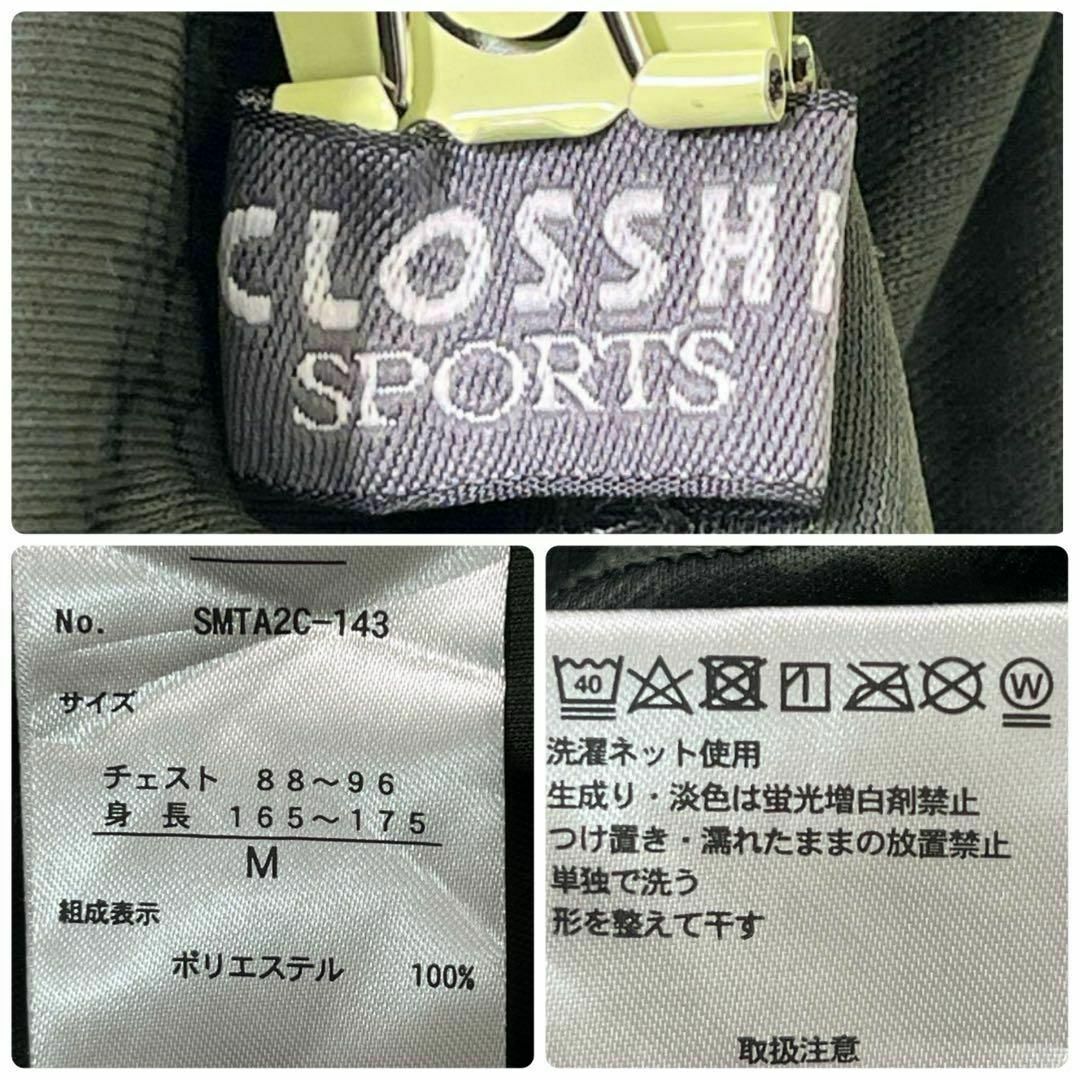 CLOSSHI
SPORTS
No. SMTA2C-143
サイズ
チェスト 88～96
身 長 165～175
M
組成表示
ポリエステル 100%
40 W
洗濯ネット使用
生成り・淡色は蛍光増白剤禁止
つけ置き・濡れたままの放置禁止
単独で洗う
形を整えて干す
取扱注意